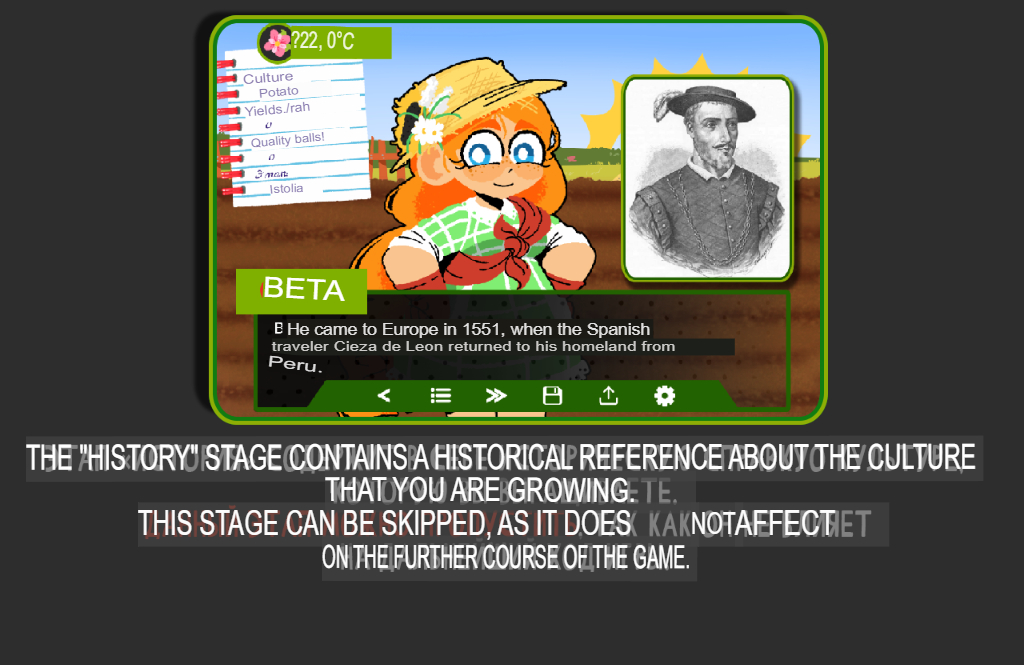 ?22, 0°C
Culture
Potato
Yields./rah
0
Quality balls!
0
Istolia
BETA
В He came to Europe in 1551, when the Spanish
traveler Cieza de Leon returned to his homeland from
Peru.
THE "HISTORY" STAGE CONTAINS A HISTORICAL REFERENCE ABOUT THE CULTURE
THAT YOU ARE GROWING.
THIS STAGE CAN BE SKIPPED, AS IT DOES NOT AFFECT
ON THE FURTHER COURSE OF THE GAME.